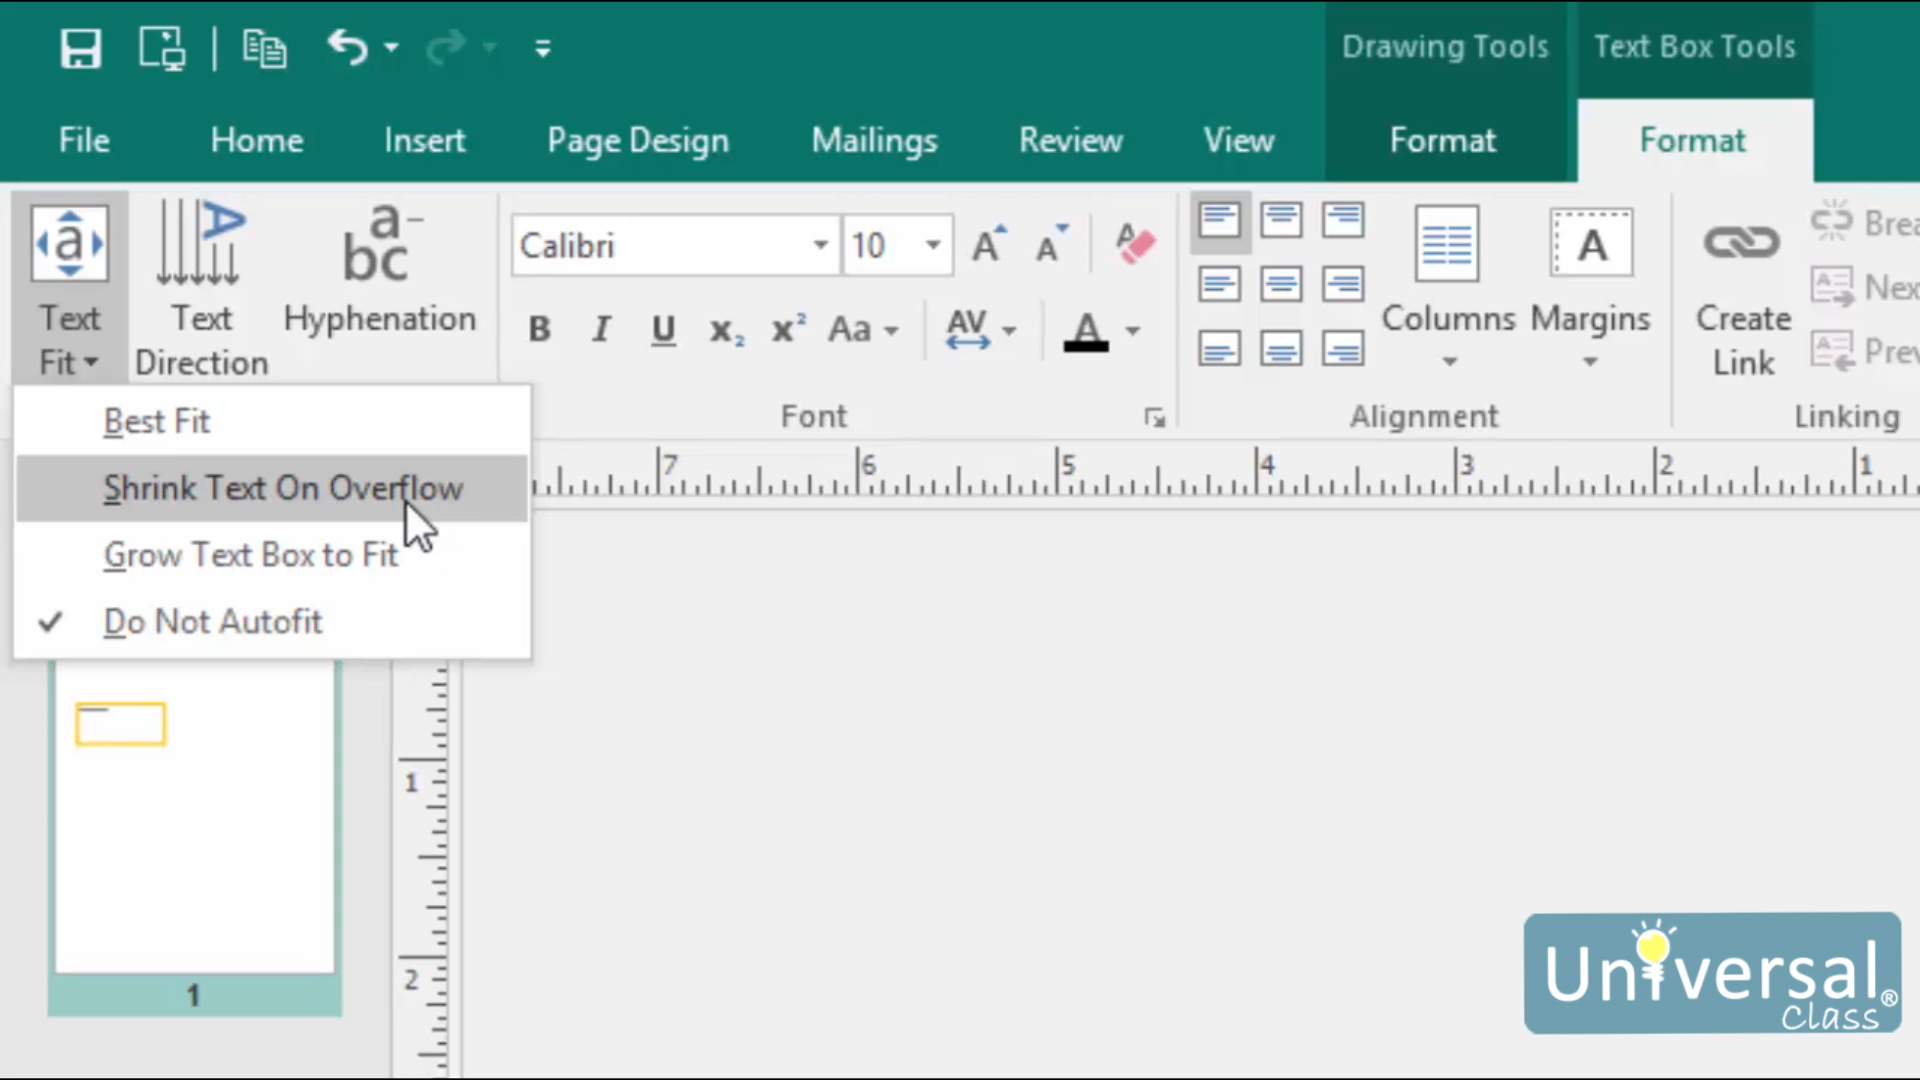 Drawing Tools Text Box Tools
File Home Insert Page Design Mailings Review View Format Format
Text Fit
Text Direction
a-
bc
Hyphenation
Calibri 10
B I U x₂ x² Aa AV A
Font
Columns
Margins
Alignment
Create Link
Brea
Nex
Prev
Linking
Best Fit
Shrink Text On Overflow
Grow Text Box to Fit
Do Not Autofit
7 6 5 4 3 2 1
1
2
1
Universal®
Class